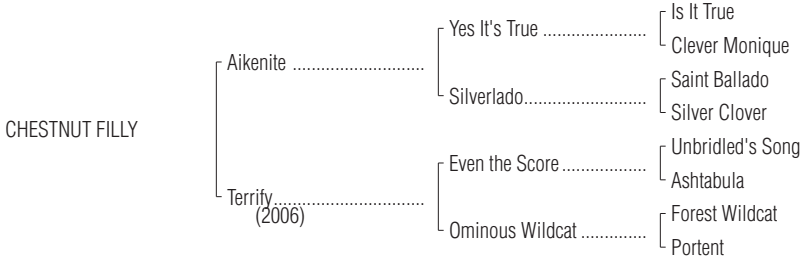 Is It True
Yes It's True ......................
Clever Monique
Aikenite ............................
Saint Ballado
Silverlado..........................
Silver Clover
CHESTNUT FILLY
Unbridled's Song
Even the Score ..................
Ashtabula
Terrify................................
(2006)
Forest Wildcat
Ominous Wildcat ..............
Portent